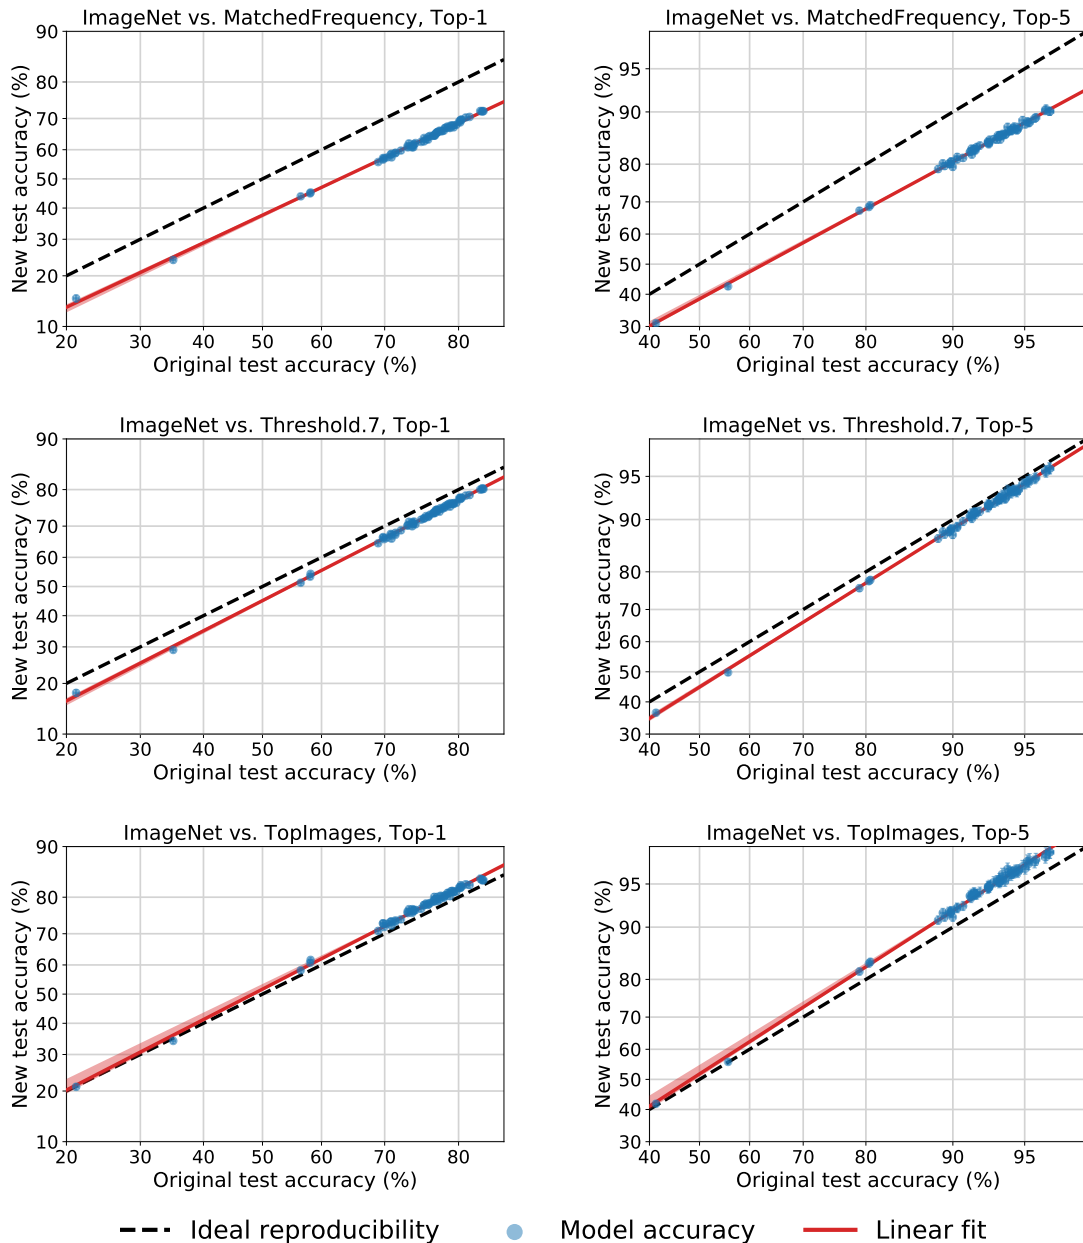 ImageNet vs. MatchedFrequency, Top-1
New test accuracy (%)
90
80
70
60
50
40
30
20
10
20 30 40 50 60 70 80
Original test accuracy (%)
ImageNet vs. MatchedFrequency, Top-5
New test accuracy (%)
95
90
80
70
60
50
40
30
40 50 60 70 80 90 95
Original test accuracy (%)
ImageNet vs. Threshold.7, Top-1
New test accuracy (%)
90
80
70
60
50
40
30
20
10
20 30 40 50 60 70 80
Original test accuracy (%)
ImageNet vs. Threshold.7, Top-5
New test accuracy (%)
95
90
80
70
60
50
40
30
40 50 60 70 80 90 95
Original test accuracy (%)
ImageNet vs. TopImages, Top-1
New test accuracy (%)
90
80
70
60
50
40
30
20
10
20 30 40 50 60 70 80
Original test accuracy (%)
ImageNet vs. TopImages, Top-5
New test accuracy (%)
95
90
80
70
60
50
40
30
40 50 60 70 80 90 95
Original test accuracy (%)
Ideal reproducibility Model accuracy Linear fit